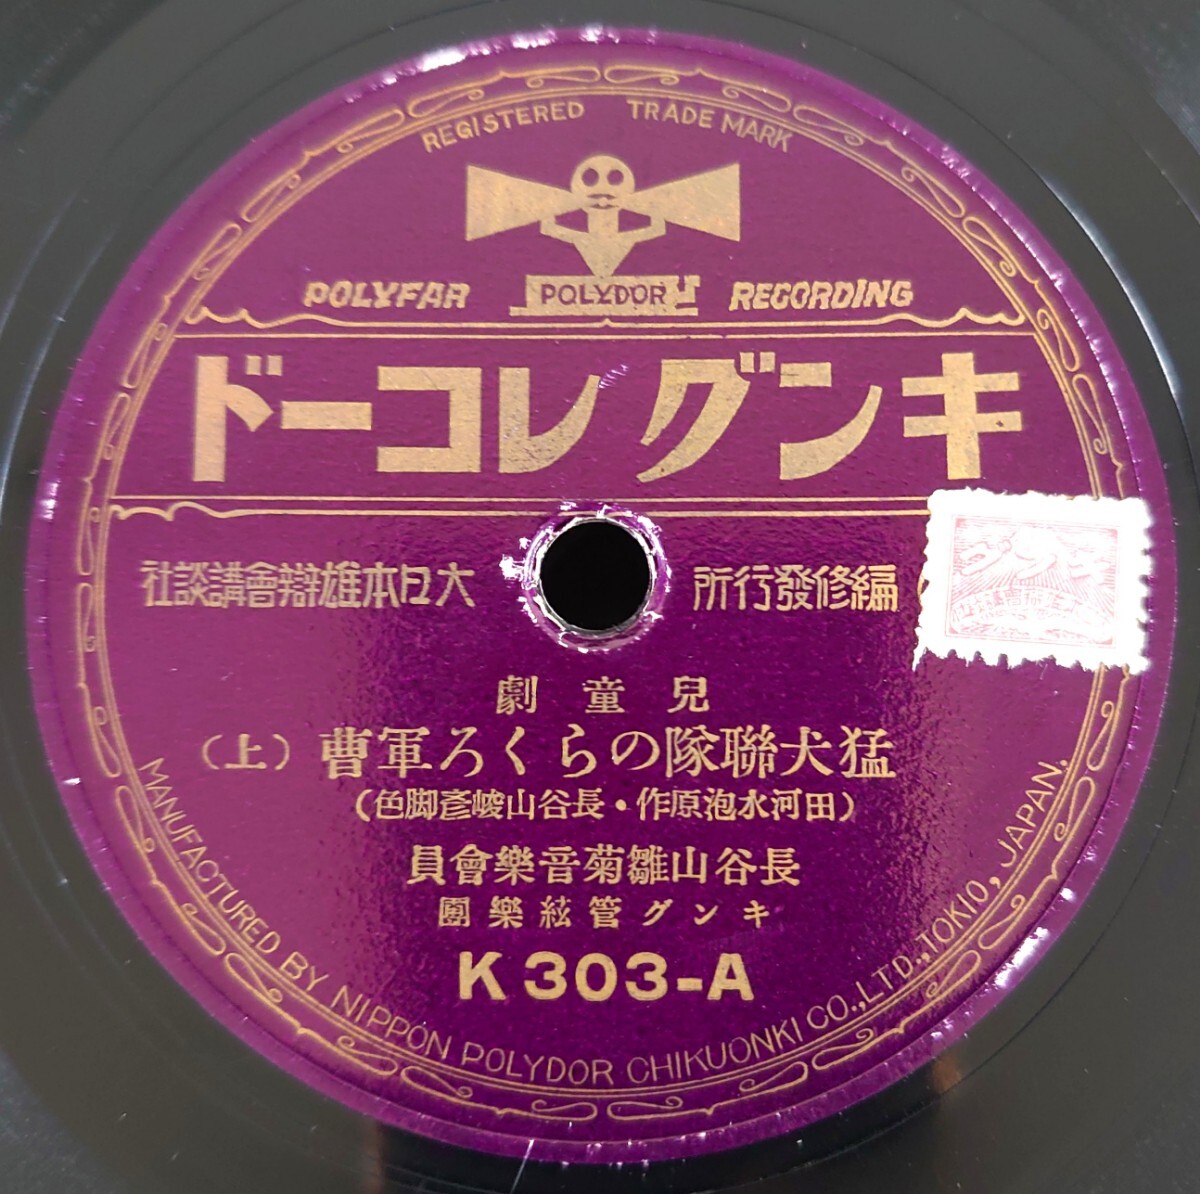 REGISTERED TRADE MARK
POLYFAR POLYDOR RECORDING
キングレコード
編修發行所 大日本雄辯會講談社
兒童劇
猛犬聯隊のらくろ軍曹 (上)
(田河水泡原作・長谷山峻彥脚色)
長谷山雛菊音樂會員
キング管絃樂團
K 303-A
MANUFACTURED BY NIPPON POLYDOR CHIKUONKI CO., LTD., TOKIO, JAPAN.